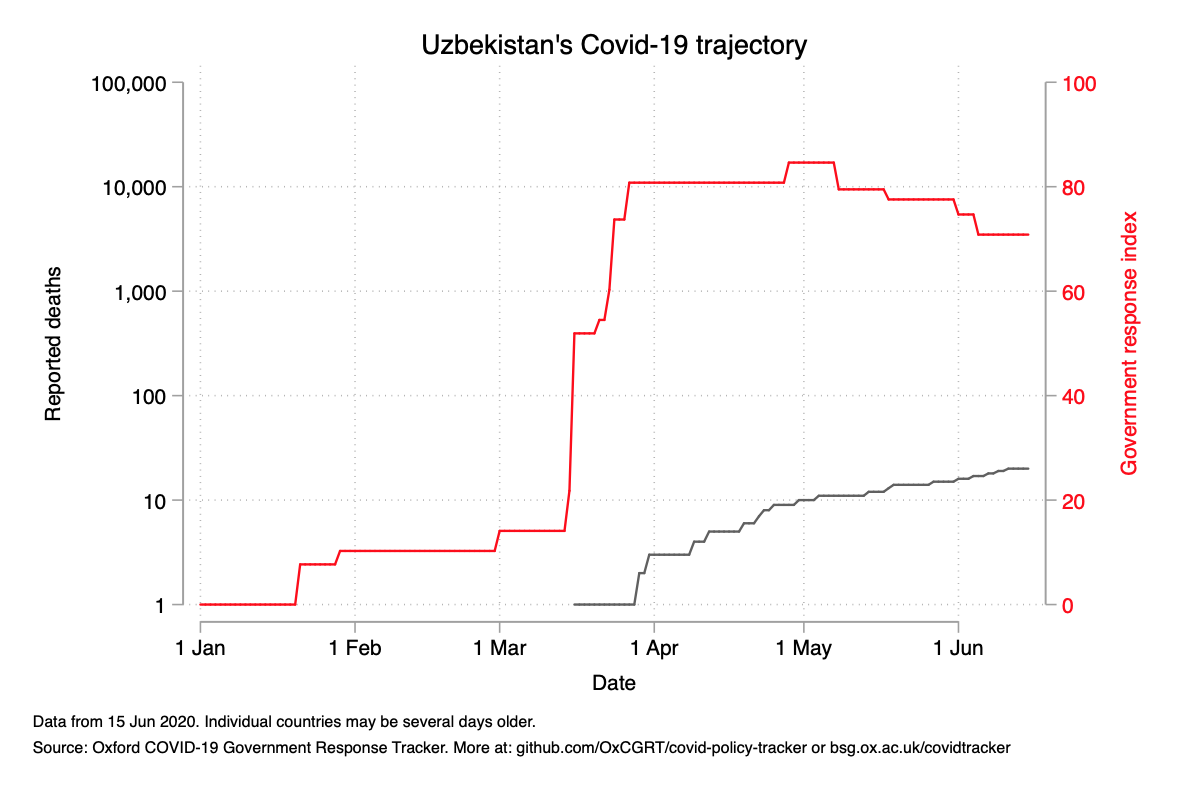 Uzbekistan's Covid-19 trajectory
100,000
10,000
1,000
100
10
1
Reported deaths
100
80
60
40
20
0
Government response index
1 Jan 1 Feb 1 Mar 1 Apr 1 May 1 Jun
Date
Data from 15 Jun 2020. Individual countries may be several days older.
Source: Oxford COVID-19 Government Response Tracker. More at: github.com/OxCGRT/covid-policy-tracker or bsg.ox.ac.uk/covidtracker